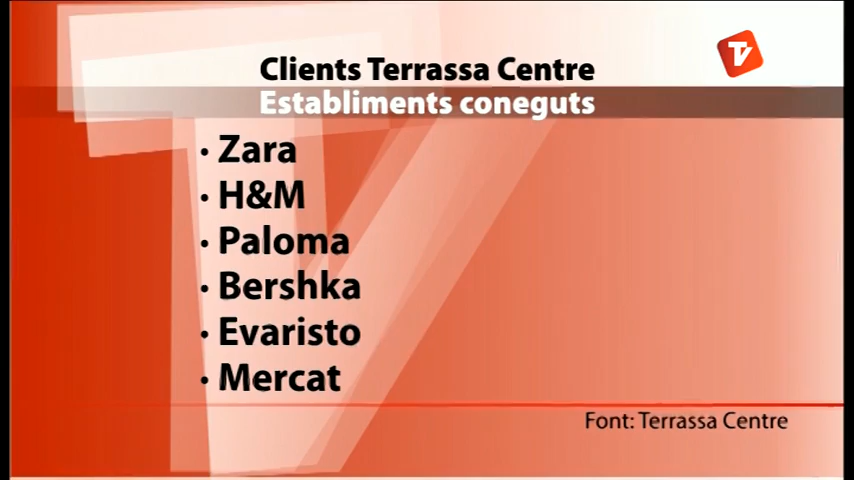 Clients Terrassa Centre
Establiments coneguts
• Zara
• H&M
• Paloma
• Bershka
• Evaristo
• Mercat
Font: Terrassa Centre